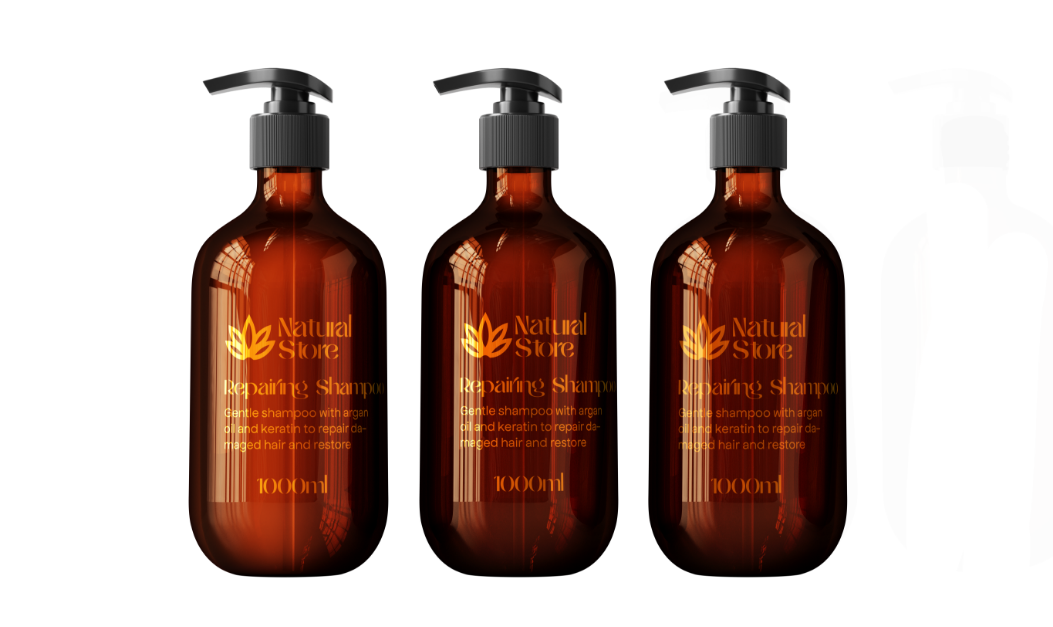 Natural
Store
Repairing Shampoo
Gentle shampoo with argan
oil and keratin to repair da-
maged hair and restore
1000ml
Natural
Store
Repairing Shampoo
Gentle shampoo with argan
oil and keratin to repair da-
maged hair and restore
1000ml
Natural
Store
Repairing Shampoo
Gentle shampoo with argan
oil and keratin to repair da-
maged hair and restore
1000ml